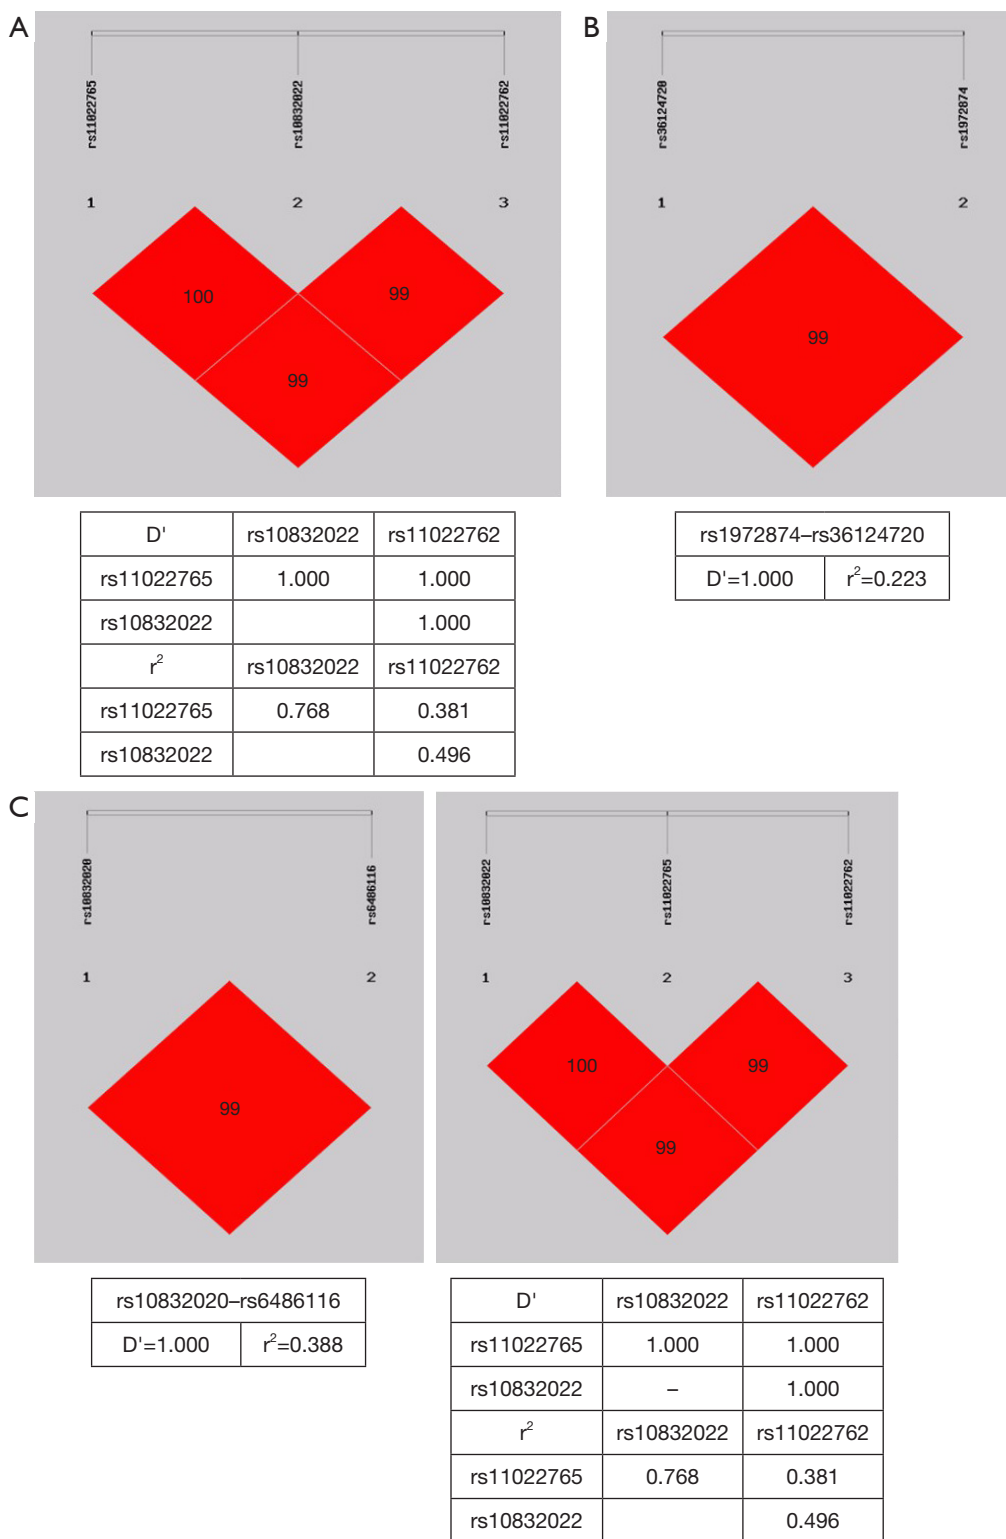 A
rs11022765
rs10832022
rs11022762
1 2 3
100
99
99
D' rs10832022 rs11022762
rs11022765 1.000 1.000
rs10832022 1.000
r² rs10832022 rs11022762
rs11022765 0.768 0.381
rs10832022 0.496
B
rs36124720
rs1972874
1 2
99
rs1972874–rs36124720
D'=1.000 r²=0.223
C
rs10832020
rs6486116
1 2
99
rs10832020–rs6486116
D'=1.000 r²=0.388
rs10832022
rs11022765
rs11022762
1 2 3
100
99
99
D' rs10832022 rs11022762
rs11022765 1.000 1.000
rs10832022 – 1.000
r² rs10832022 rs11022762
rs11022765 0.768 0.381
rs10832022 0.496